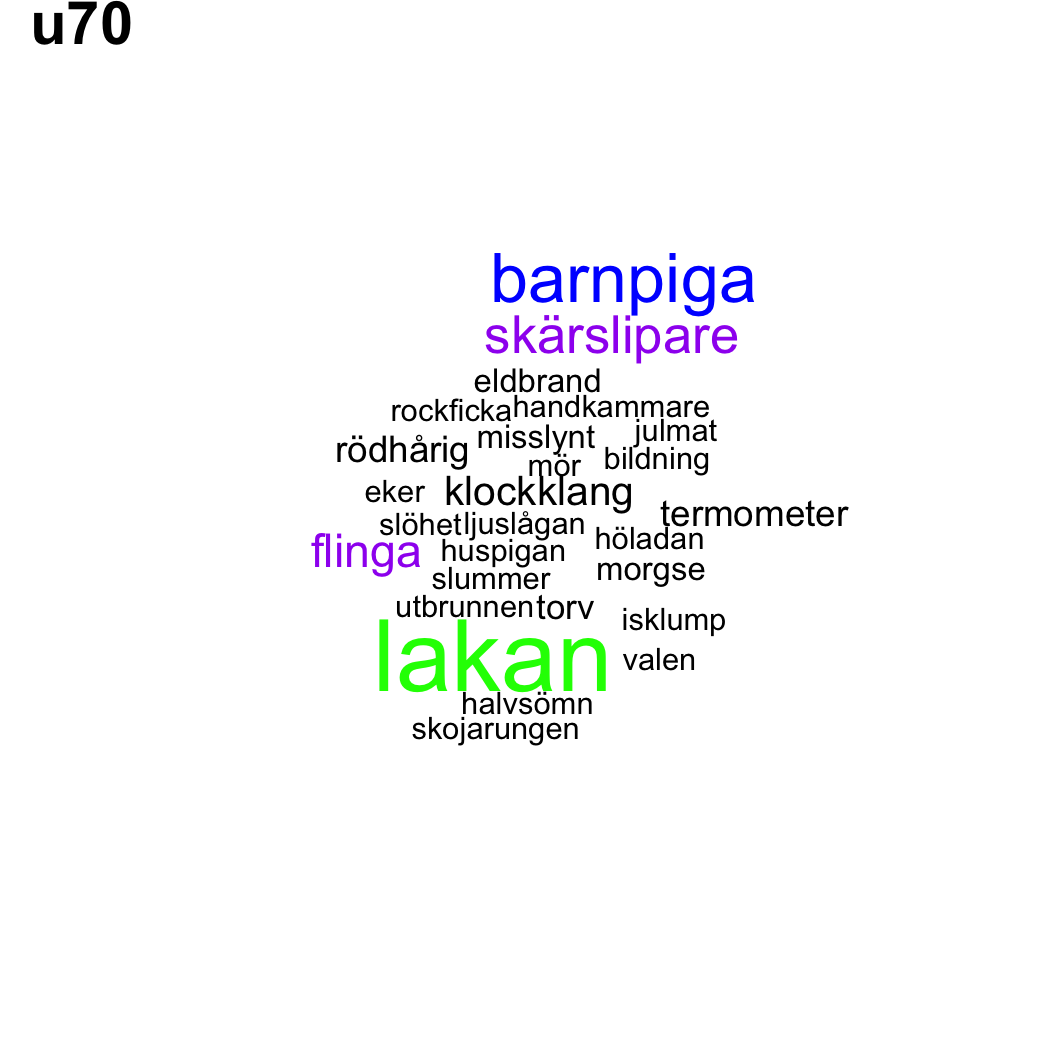 u70
barnpiga
skärslipare
eldbrand
rockficka handkammare
misslynt julmat
rödhårig mör bildning
eker klockklang
termometer
slöhet ljuslågan höladan
flinga huspigan
slummer morgse
utbrunnen torv isklump
lakan valen
halvsömn
skojarungen